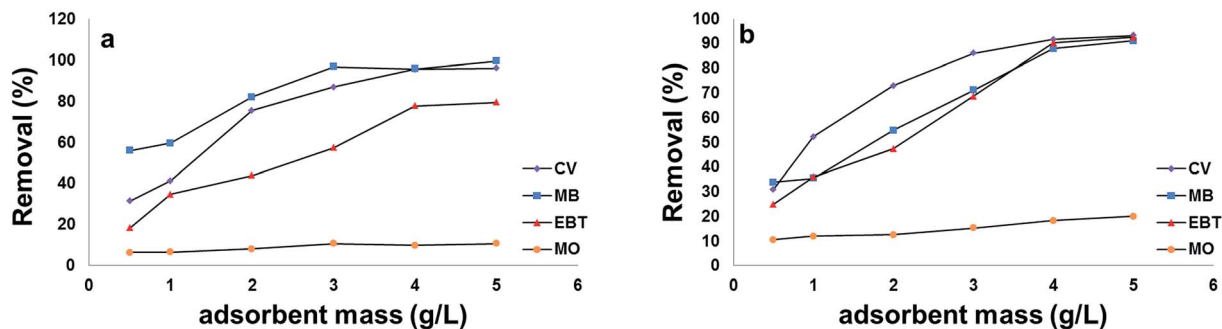 a
120
100
80
60
40
20
0
Removal (%)
0 1 2 3 4 5 6
adsorbent mass (g/L)
CV
MB
EBT
MO
b
100
90
80
70
60
50
40
30
20
10
0
Removal (%)
0 1 2 3 4 5 6
adsorbent mass (g/L)
CV
MB
EBT
MO